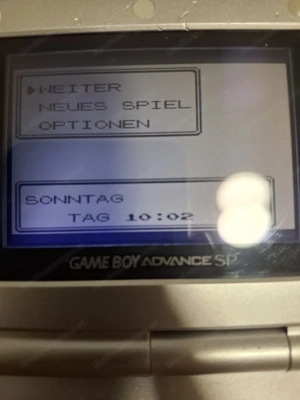 ▶WEITER
NEUES SPIEL
OPTIONEN
SONNTAG
TAG 10:02
GAME BOY ADVANCE SP